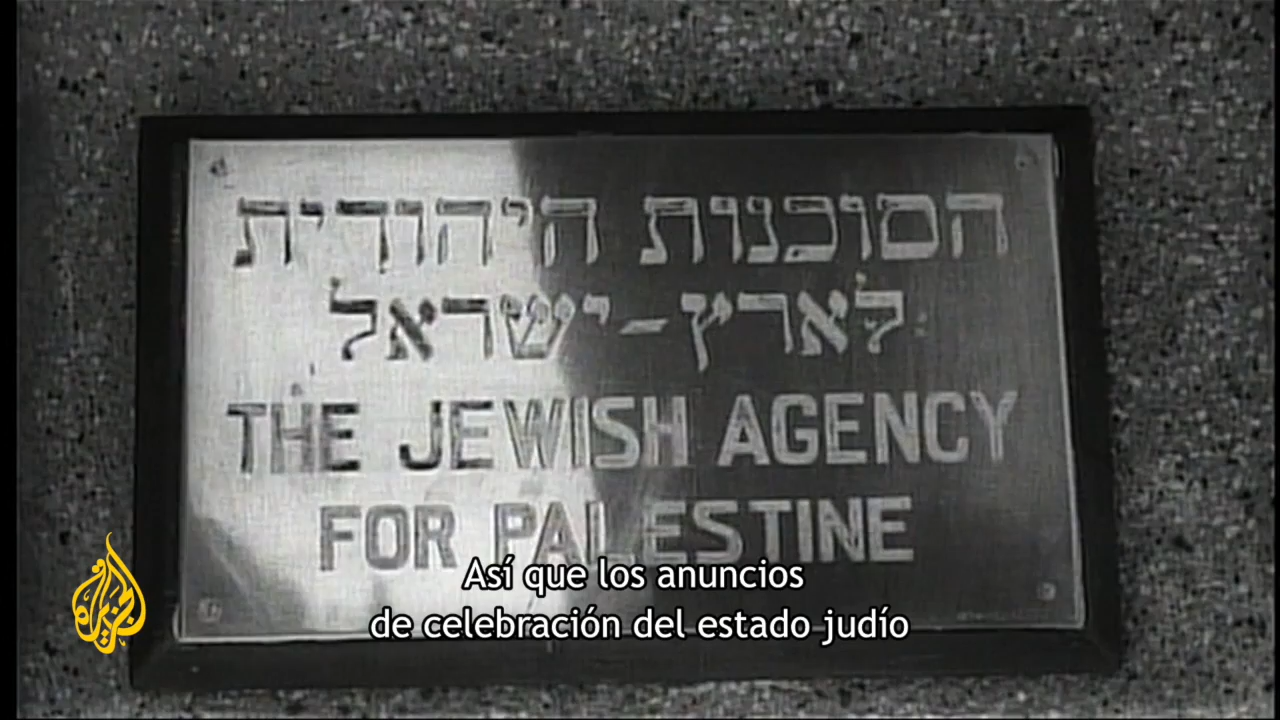 הסוכנות היהודית
לארץ-ישראל
THE JEWISH AGENCY
FOR PALESTINE
Así que los anuncios
de celebración del estado judío
الجزيرة